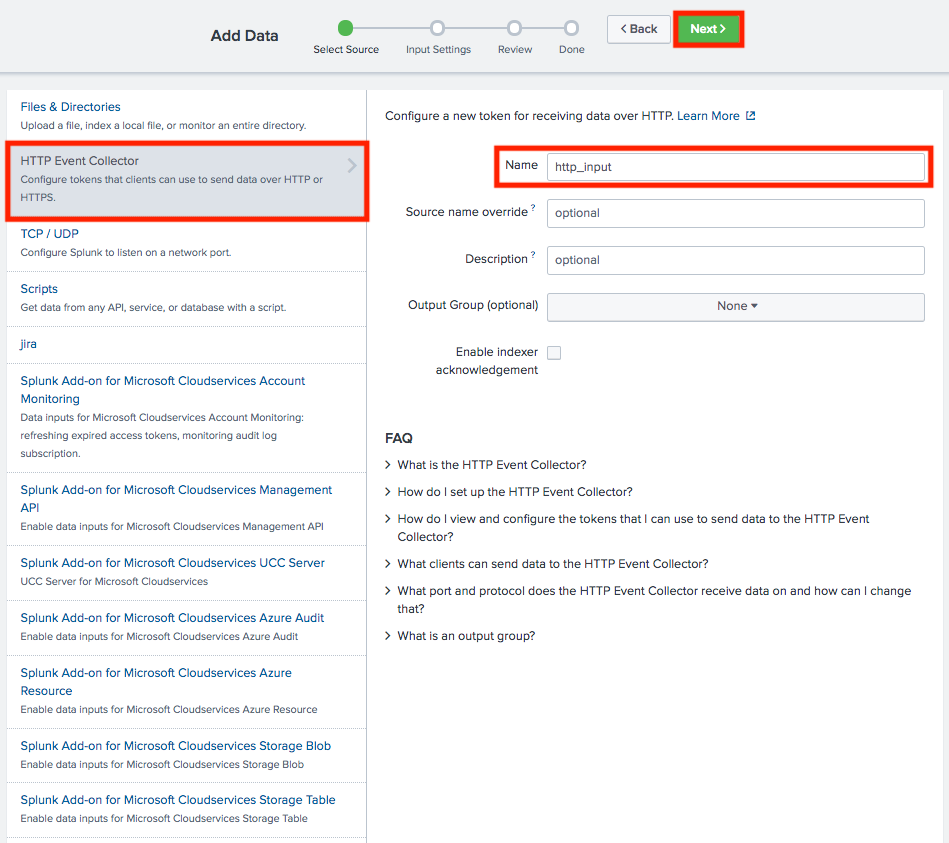 Add Data
Select Source
Input Settings
Review
Done
< Back
Next >
Files & Directories
Upload a file, index a local file, or monitor an entire directory.
HTTP Event Collector
Configure tokens that clients can use to send data over HTTP or
HTTPS.
TCP / UDP
Configure Splunk to listen on a network port.
Scripts
Get data from any API, service, or database with a script.
jira
Splunk Add-on for Microsoft Cloudservices Account
Monitoring
Data inputs for Microsoft Cloudservices Account Monitoring:
refreshing expired access tokens, monitoring audit log
subscription.
Splunk Add-on for Microsoft Cloudservices Management
API
Enable data inputs for Microsoft Cloudservices Management API
Splunk Add-on for Microsoft Cloudservices UCC Server
UCC Server for Microsoft Cloudservices
Splunk Add-on for Microsoft Cloudservices Azure Audit
Enable data inputs for Microsoft Cloudservices Azure Audit
Splunk Add-on for Microsoft Cloudservices Azure
Resource
Enable data inputs for Microsoft Cloudservices Azure Resource
Splunk Add-on for Microsoft Cloudservices Storage Blob
Enable data inputs for Microsoft Cloudservices Storage Blob
Splunk Add-on for Microsoft Cloudservices Storage Table
Enable data inputs for Microsoft Cloudservices Storage Table
Configure a new token for receiving data over HTTP. Learn More
Name http_input
Source name override ? optional
Description ? optional
Output Group (optional) None
Enable indexer
acknowledgement
FAQ
> What is the HTTP Event Collector?
> How do I set up the HTTP Event Collector?
> How do I view and configure the tokens that I can use to send data to the HTTP Event
Collector?
> What clients can send data to the HTTP Event Collector?
> What port and protocol does the HTTP Event Collector receive data on and how can I change
that?
> What is an output group?